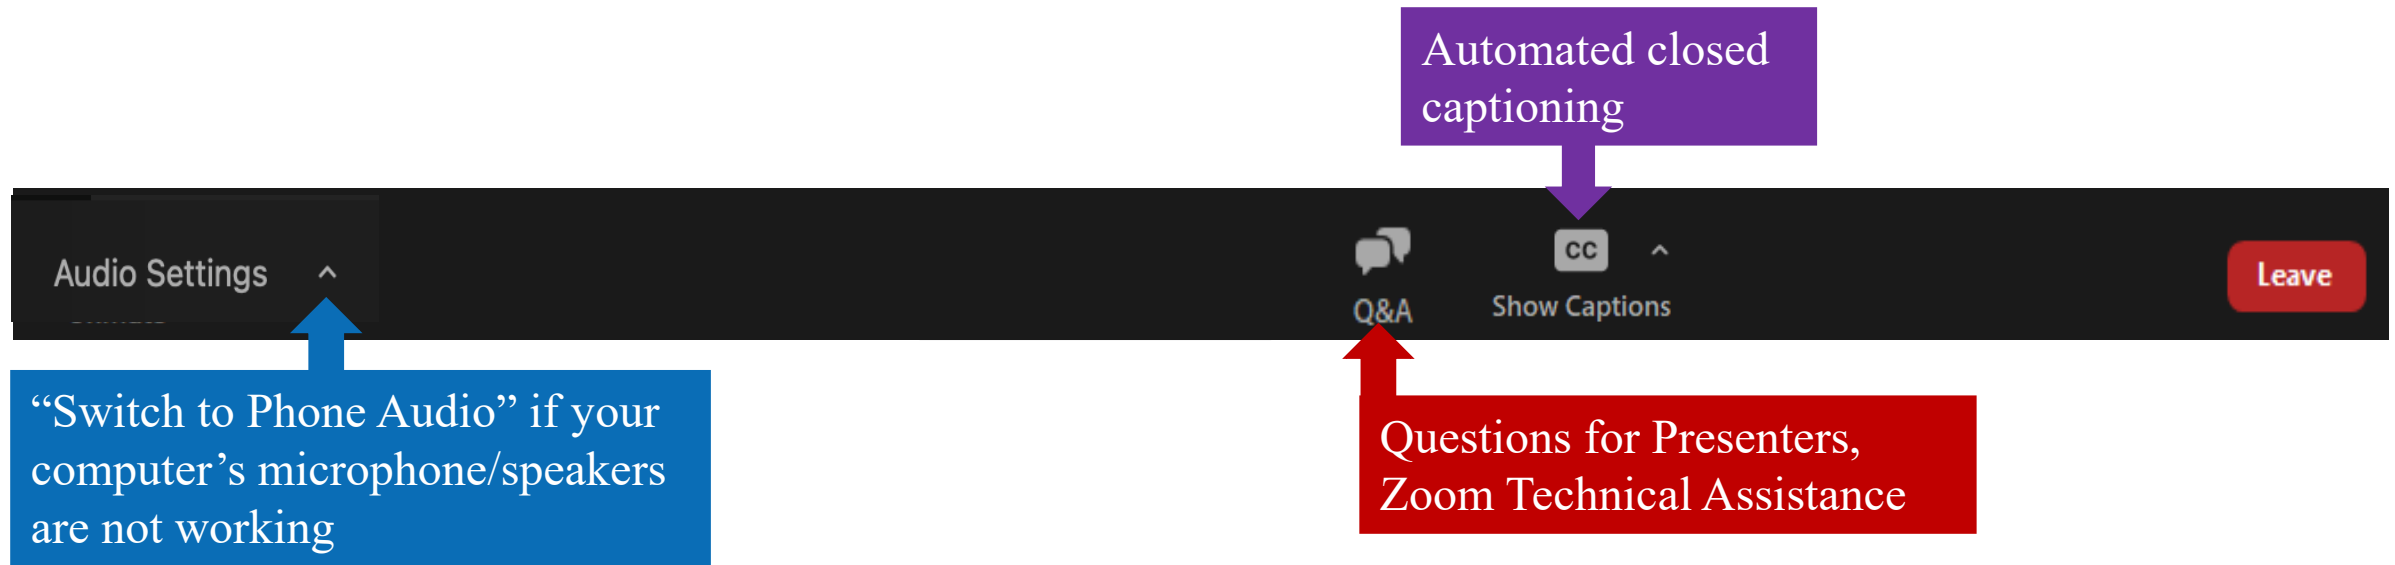 Automated closed
captioning
Audio Settings
CC
Q&A
Show Captions
Leave
“Switch to Phone Audio” if your
computer’s microphone/speakers
are not working
Questions for Presenters,
Zoom Technical Assistance